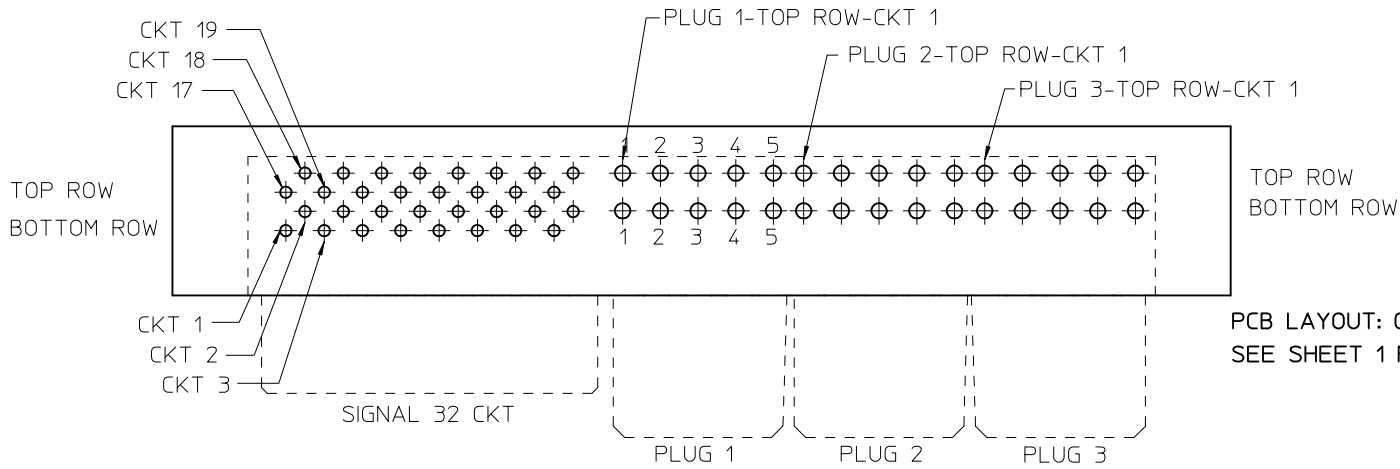 PLUG 1-TOP ROW-CKT 1
CKT 19
PLUG 2-TOP ROW-CKT 1
CKT 18
PLUG 3-TOP ROW-CKT 1
CKT 17
1 2 3 4 5
TOP ROW
BOTTOM ROW
TOP ROW
BOTTOM ROW
1 2 3 4 5
CKT 1
CKT 2
CKT 3
PCB LAYOUT:
SEE SHEET 1
SIGNAL 32 CKT
PLUG 1
PLUG 2
PLUG 3